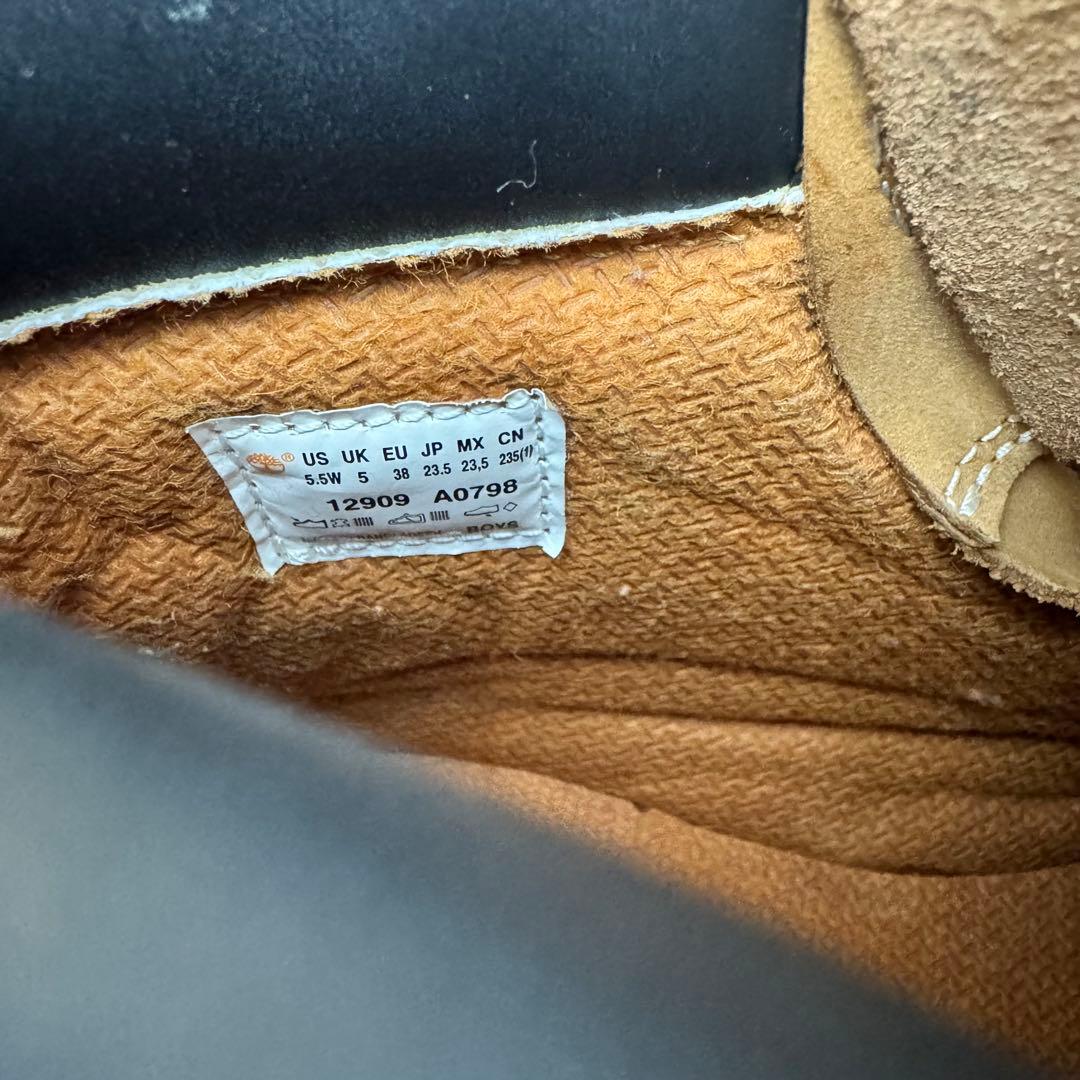 ® US UK EU JP MX CN
5.5W 5 38 23.5 23,5 235(1)
12909 A0798
BOYS